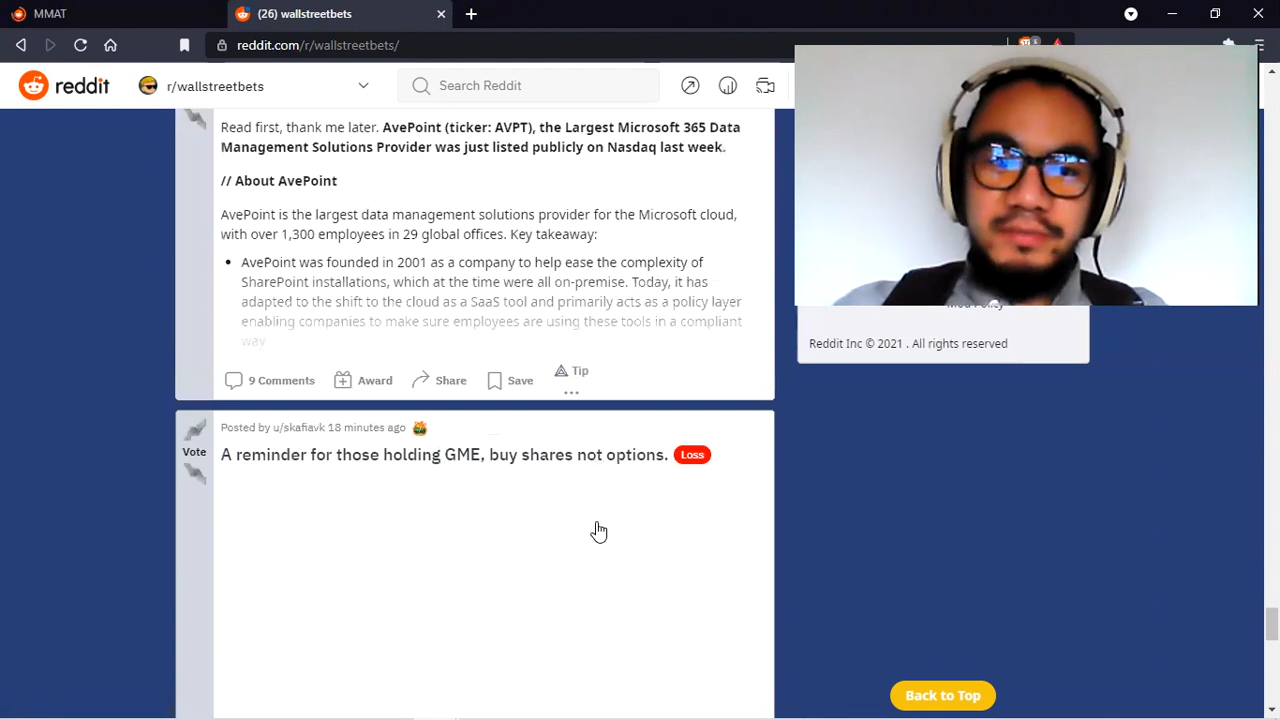 MMAT
(26) wallstreetbets
reddit.com/r/wallstreetbets/
reddit
r/wallstreetbets
Search Reddit
Read first, thank me later. AvePoint (ticker: AVPT), the Largest Microsoft 365 Data
Management Solutions Provider was just listed publicly on Nasdaq last week.
// About AvePoint
AvePoint is the largest data management solutions provider for the Microsoft cloud,
with over 1,300 employees in 29 global offices. Key takeaway:
• AvePoint was founded in 2001 as a company to help ease the complexity of
SharePoint installations, which at the time were all on-premise. Today, it has
adapted to the shift to the cloud as a SaaS tool and primarily acts as a policy layer
enabling companies to make sure employees are using these tools in a compliant
way
9 Comments Award Share Save Tip
Mod Policy
Reddit Inc © 2021 . All rights reserved
Posted by u/skafiavk 18 minutes ago
Vote
A reminder for those holding GME, buy shares not options. Loss
Back to Top